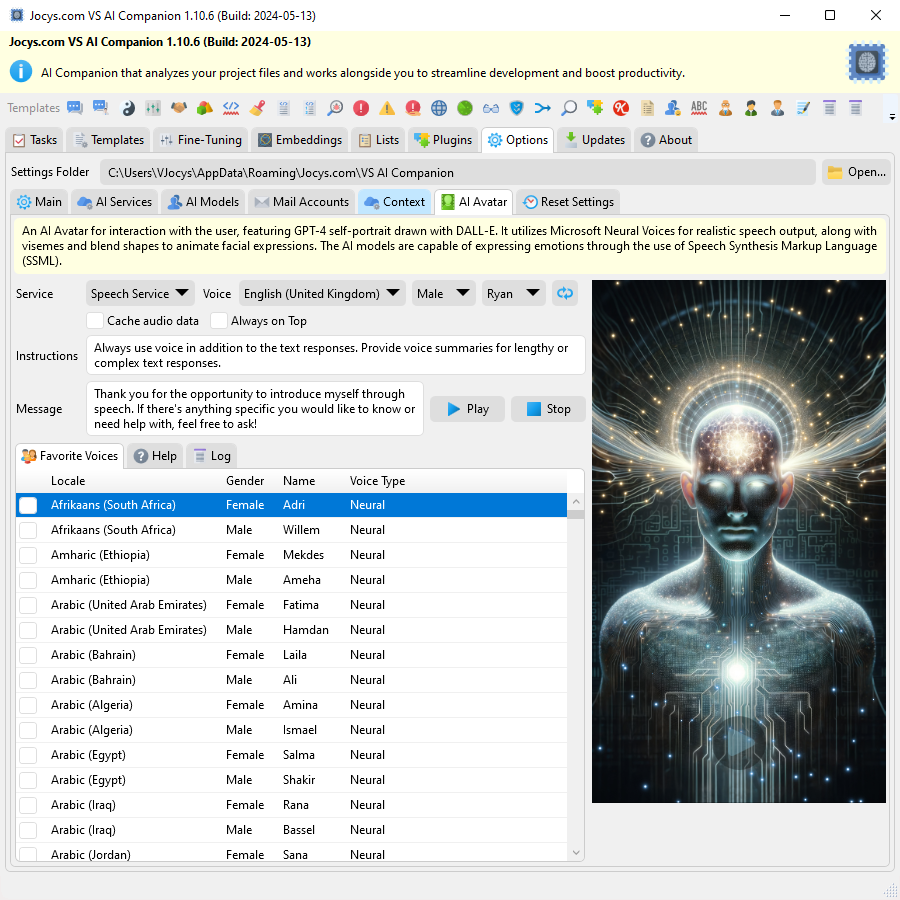 Jocys.com VS AI Companion 1.10.6 (Build: 2024-05-13)
Jocys.com VS AI Companion 1.10.6 (Build: 2024-05-13)
AI Companion that analyzes your project files and works alongside you to streamline development and boost productivity.
Templates ABC
Tasks Templates Fine-Tuning Embeddings Lists Plugins Options Updates About
Settings Folder C:\Users\VJocys\AppData\Roaming\Jocys.com\VS AI Companion Open...
Main AI Services AI Models Mail Accounts Context AI Avatar Reset Settings
An AI Avatar for interaction with the user, featuring GPT-4 self-portrait drawn with DALL-E. It utilizes Microsoft Neural Voices for realistic speech output, along with
visemes and blend shapes to animate facial expressions. The AI models are capable of expressing emotions through the use of Speech Synthesis Markup Language
(SSML).
Service Speech Service Voice English (United Kingdom) Male Ryan
Cache audio data Always on Top
Instructions
Always use voice in addition to the text responses. Provide voice summaries for lengthy or
complex text responses.
Message
Thank you for the opportunity to introduce myself through
speech. If there's anything specific you would like to know or
need help with, feel free to ask!
Play Stop
Favorite Voices Help Log
Locale Gender Name Voice Type
Afrikaans (South Africa) Female Adri Neural
Afrikaans (South Africa) Male Willem Neural
Amharic (Ethiopia) Female Mekdes Neural
Amharic (Ethiopia) Male Ameha Neural
Arabic (United Arab Emirates) Female Fatima Neural
Arabic (United Arab Emirates) Male Hamdan Neural
Arabic (Bahrain) Female Laila Neural
Arabic (Bahrain) Male Ali Neural
Arabic (Algeria) Female Amina Neural
Arabic (Algeria) Male Ismael Neural
Arabic (Egypt) Female Salma Neural
Arabic (Egypt) Male Shakir Neural
Arabic (Iraq) Female Rana Neural
Arabic (Iraq) Male Bassel Neural
Arabic (Jordan) Female Sana Neural